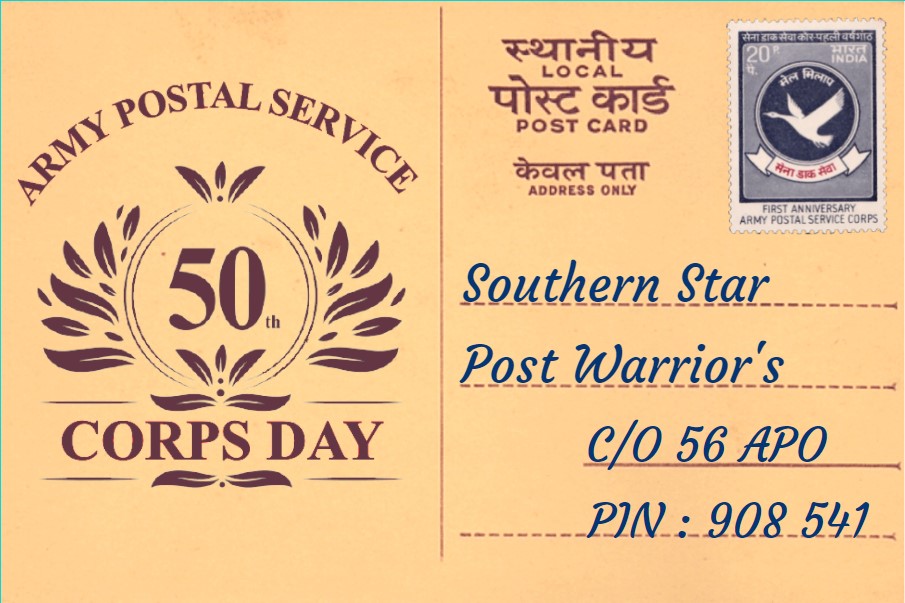 ARMY POSTAL SERVICE
50th
CORPS DAY
स्थानीय
LOCAL
पोस्ट कार्ड
POST CARD
केवल पता
ADDRESS ONLY
सेना डाक सेवा कोर-पहली वर्षगांठ
20 P.
पै.
भारत
INDIA
मेल मिलाप
सेना डाक सेवा
FIRST ANNIVERSARY
ARMY POSTAL SERVICE CORPS
Southern Star
Post Warrior's
C/O 56 APO
PIN : 908 541